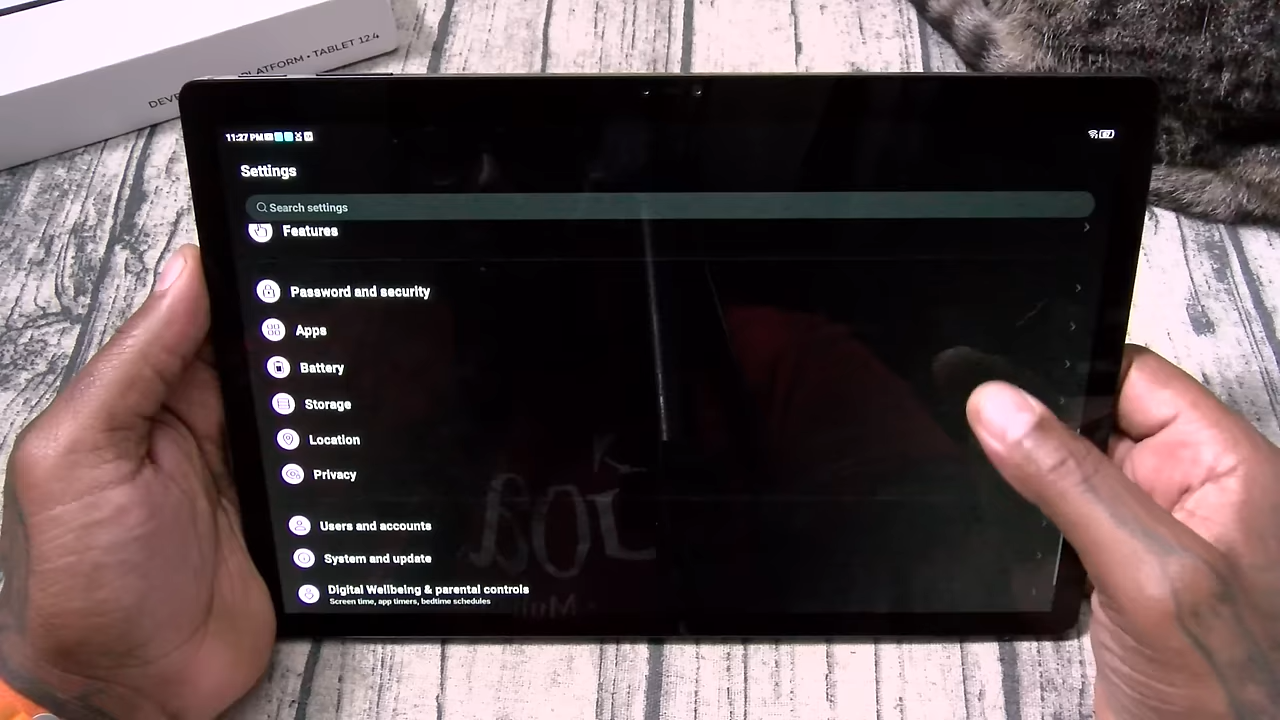 PLATFORM • TABLET 12.4
DEVE
11:27 PM
Settings
Search settings
Features
Password and security
Apps
Battery
Storage
Location
Privacy
Users and accounts
System and update
Digital Wellbeing & parental controls
Screen time, app timers, bedtime schedules